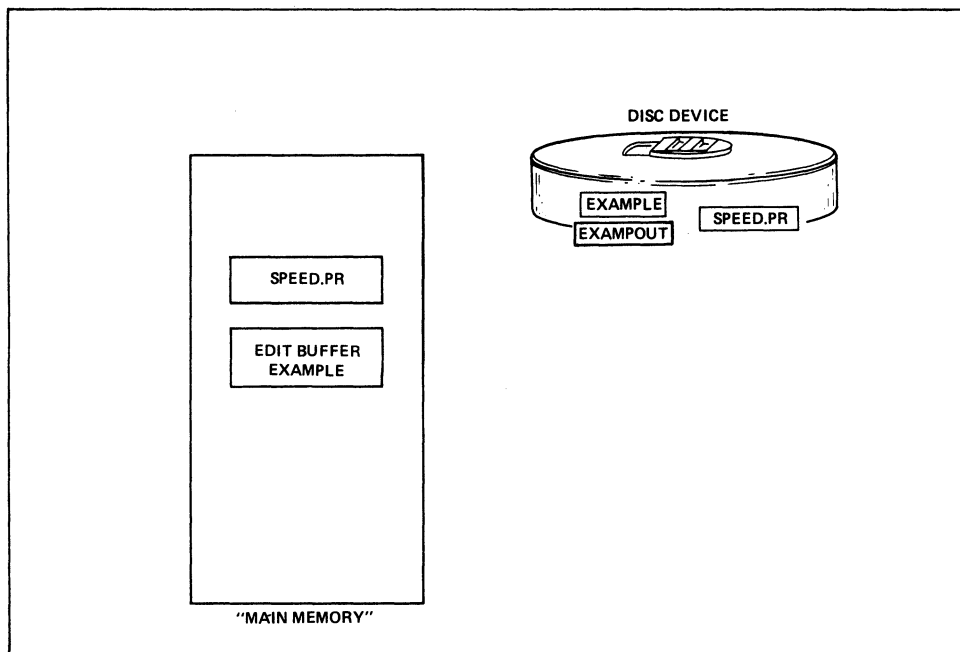 DISC DEVICE
EXAMPLE
EXAMPOUT
SPEED.PR
SPEED.PR
EDIT BUFFER
EXAMPLE
"MAIN MEMORY"